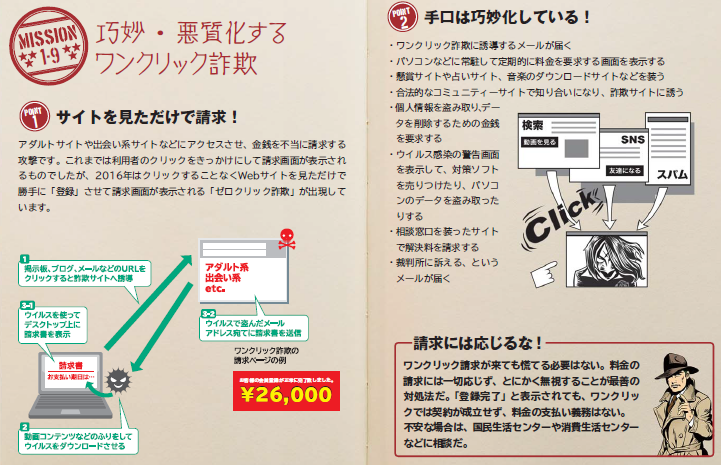 MISSION
1-9
巧妙・悪質化する
ワンクリック詐欺
POINT
1
サイトを見ただけで請求！
アダルトサイトや出会い系サイトなどにアクセスさせ、金銭を不当に請求する
攻撃です。これまでは利用者のクリックをきっかけにして請求画面が表示され
るものでしたが、2016年はクリックすることなくWebサイトを見ただけで
勝手に「登録」させて請求画面が表示される「ゼロクリック詐欺」が出現して
います。
1
掲示板、ブログ、メールなどのURLを
クリックすると詐欺サイトへ誘導
アダルト系
出会い系
etc.
3-1
ウイルスを使って
デスクトップ上に
請求書を表示
3-2
ウイルスで盗んだメール
アドレス宛てに請求書を送信
請求書
お支払い期日は…
ワンクリック詐欺の
請求ページの例
お客様の会員登録が正常に完了致しました。
¥26,000
2
動画コンテンツなどのふりをして
ウイルスをダウンロードさせる
POINT
2
手口は巧妙化している！
・ワンクリック詐欺に誘導するメールが届く
・パソコンなどに常駐して定期的に料金を要求する画面を表示する
・懸賞サイトや占いサイト、音楽のダウンロードサイトなどを装う
・合法的なコミュニティーサイトで知り合いになり、詐欺サイトに誘う
・個人情報を盗み取り、デー
タを削除するための金銭
を要求する
・ウイルス感染の警告画面
を表示して、対策ソフト
を売りつけたり、パソコ
ンのデータを盗み取った
りする
・相談窓口を装ったサイト
で解決料を請求する
・裁判所に訴える、という
メールが届く
検索
動画を見る
SNS
友達になる
スパム
Click
請求には応じるな！
ワンクリック請求が来ても慌てる必要はない。料金の
請求には一切応じず、とにかく無視することが最善の
対処法だ。「登録完了」と表示されても、ワンクリッ
クでは契約が成立せず、料金の支払い義務はない。
不安な場合は、国民生活センターや消費生活センター
などに相談だ。